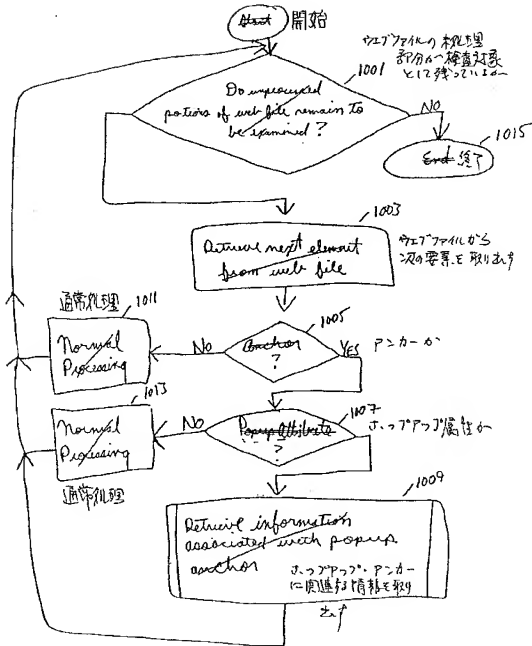 Start 開始
ウェブファイルの未処理
部分が検査対象
として残っているか
1001
Do unprocessed
potions of web file remain to
be examined?
NO
1015
End 終了
1003
Retrieve next element
from web file
ウェブファイルから
次の要素を取り出す
通常処理
1011
Normal
Processing
No
1005
Anchor
?
YES
アンカーか
1013
Normal
Processing
通常処理
No
1007
Popup Attribute
?
ホップアップ属性か
1009
Retrieve information
associated with popup
anchor
ホップアップ・アンカー
に関連する情報を取り
出す